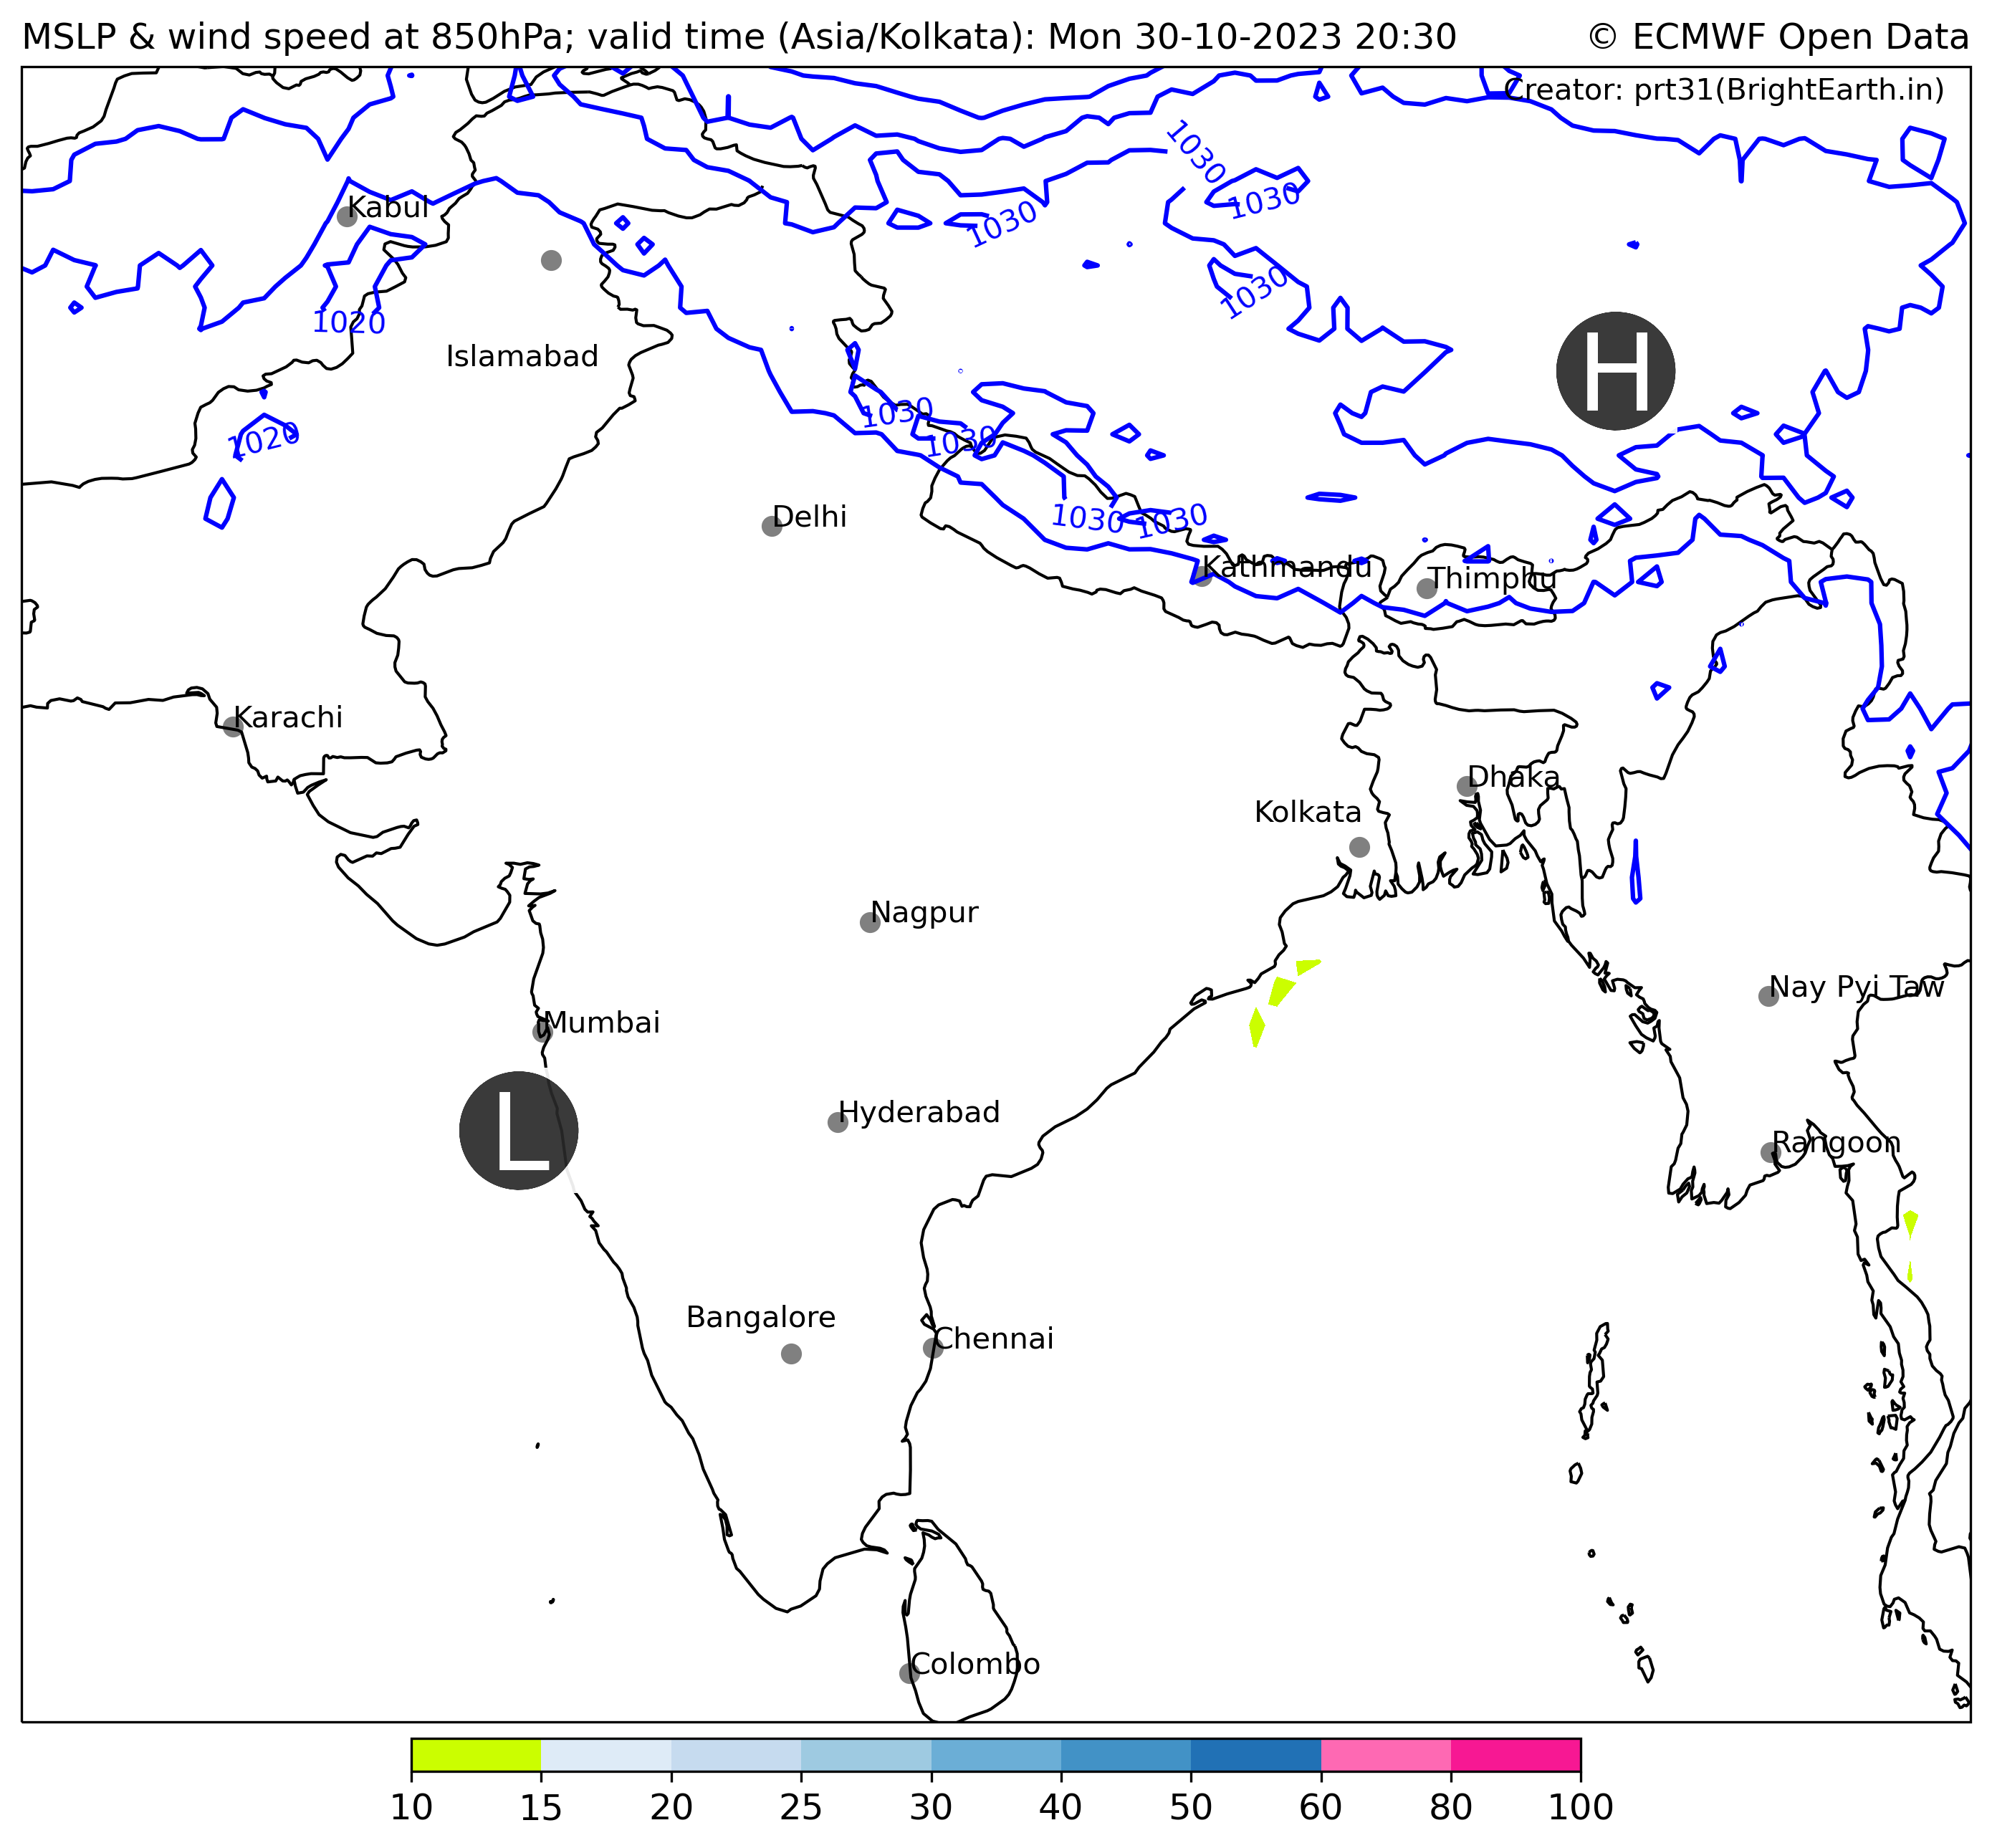 MSLP & wind speed at 850hPa; valid time (Asia/Kolkata): Mon 30-10-2023 20:30
© ECMWF Open Data
Creator: prt31(BrightEarth.in)
1030
1030
1030
Kabul
1030
1020
H
Islamabad
1030
1020
1030
Delhi
1030
1030
Kathmandu
Thimphu
Karachi
Dhaka
Kolkata
Nagpur
Nay Pyi Taw
Mumbai
L
Hyderabad
Rangoon
Bangalore
Chennai
Colombo
10 15 20 25 30 40 50 60 80 100